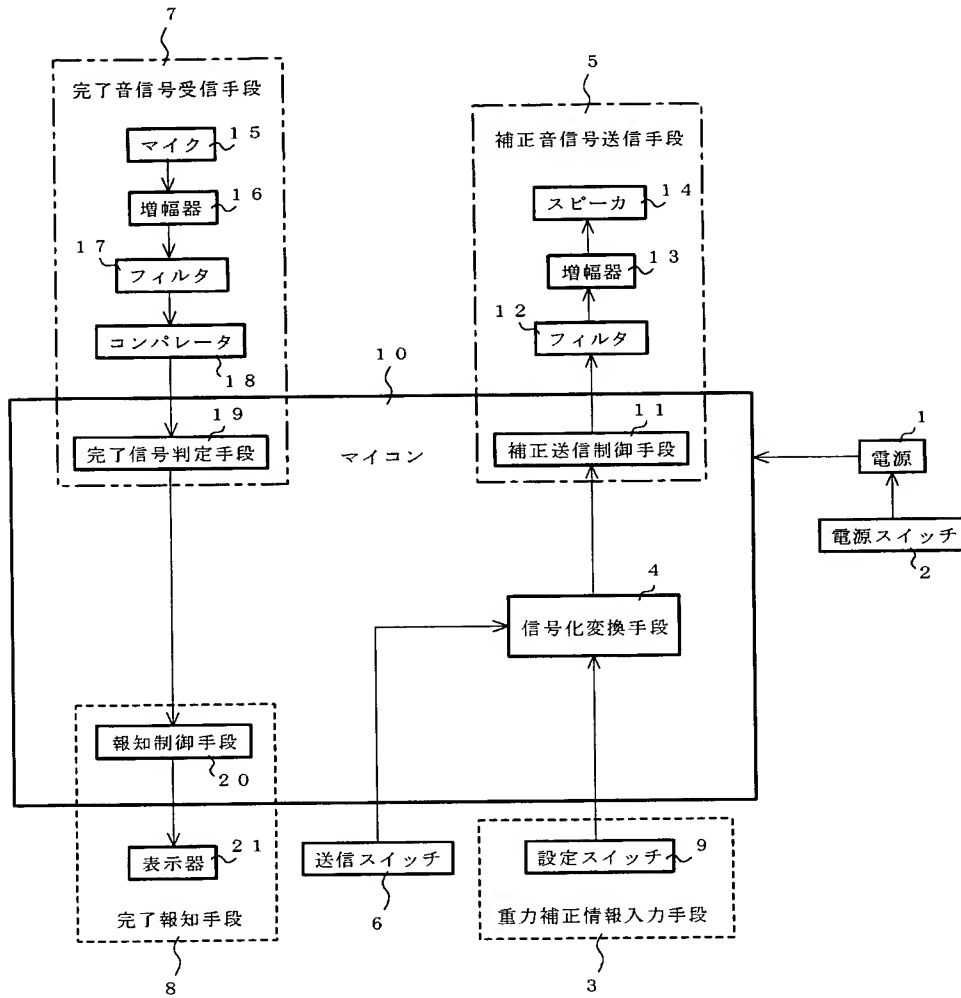 7
完了音信号受信手段
マイク
15
増幅器
16
17
フィルタ
コンパレータ
18
19
完了信号判定手段
5
補正音信号送信手段
スピーカ
14
増幅器
13
12
フィルタ
11
補正送信制御手段
10
マイコン
1
電源
電源スイッチ
2
4
信号化変換手段
報知制御手段
20
表示器
21
完了報知手段
8
送信スイッチ
6
設定スイッチ
9
重力補正情報入力手段
3